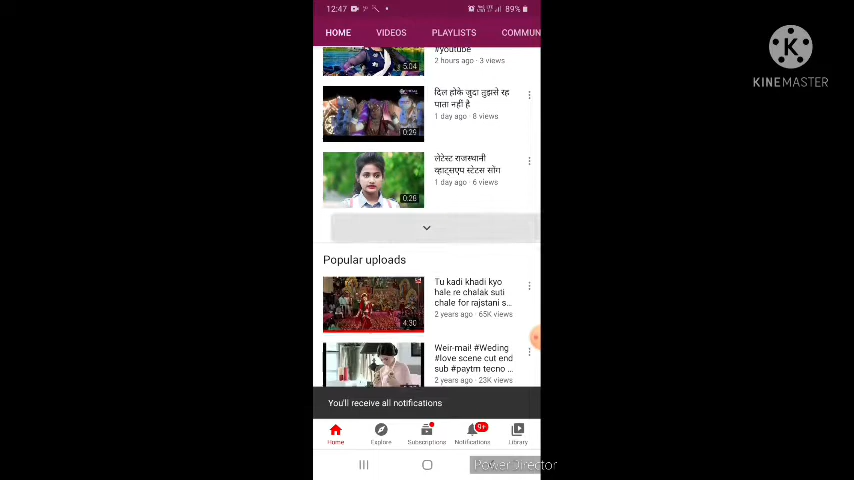 12:47
89%
HOME VIDEOS PLAYLISTS COMMUN
#youtube
2 hours ago · 3 views
5:04
दिल होके जुदा तुझसे रह
पाता नहीं है
1 day ago · 8 views
0:29
लेटेस्ट राजस्थानी
व्हाट्सएप स्टेटस सोंग
1 day ago · 6 views
0:28
Popular uploads
Tu kadi khadi kyo
hale re chalak suti
chale for rajstani s...
2 years ago · 65K views
4:30
Weir-mai! #Weding
#love scene cut end
sub #paytm tecno ...
2 years ago · 23K views
You'll receive all notifications
9+
Home Explore Subscriptions Notifications Library
K
KINEMASTER
PowerDirector